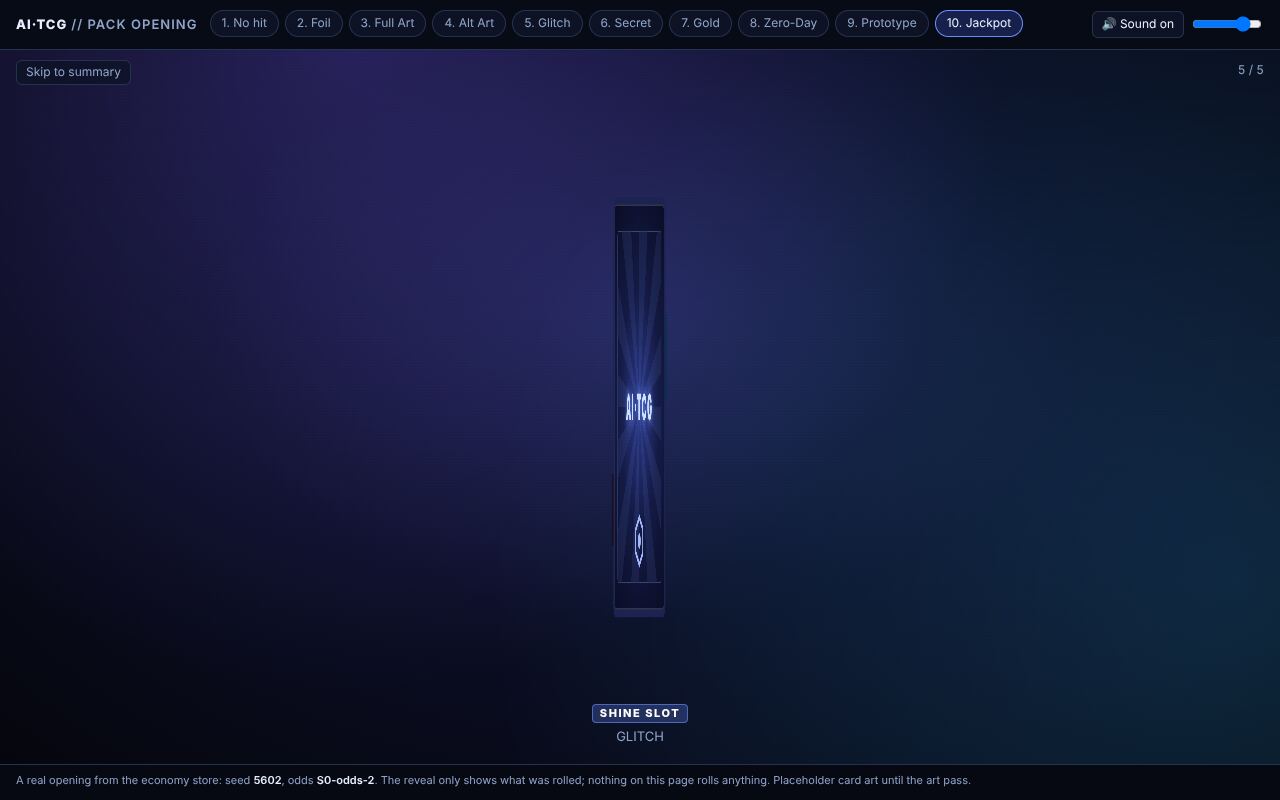 AI·TCG // PACK OPENING
1. No hit
2. Foil
3. Full Art
4. Alt Art
5. Glitch
6. Secret
7. Gold
8. Zero-Day
9. Prototype
10. Jackpot
🔊 Sound on
Skip to summary
5 / 5
AI·TCG
SHINE SLOT
GLITCH
A real opening from the economy store: seed 5602, odds S0-odds-2. The reveal only shows what was rolled; nothing on this page rolls anything. Placeholder card art until the art pass.